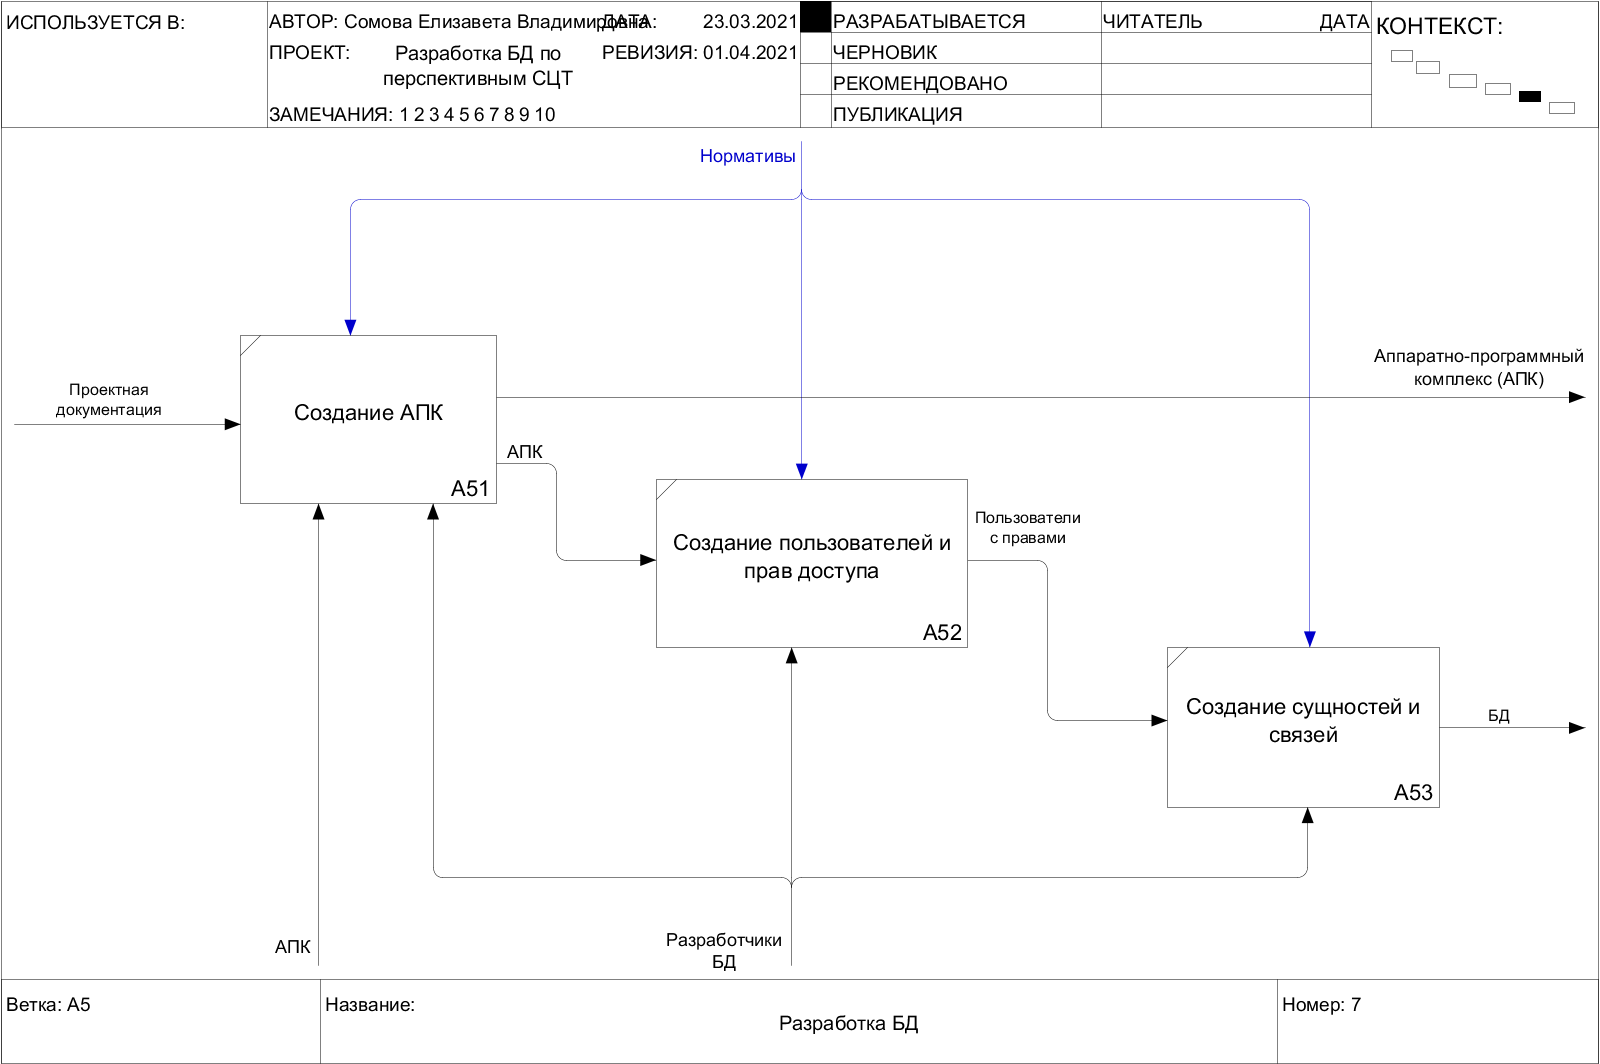 ИСПОЛЬЗУЕТСЯ В:
АВТОР: Сомова Елизавета Владимировна
ДАТА: 23.03.2021
ПРОЕКТ: Разработка БД по
перспективным СЦТ
РЕВИЗИЯ: 01.04.2021
ЗАМЕЧАНИЯ: 1 2 3 4 5 6 7 8 9 10
РАЗРАБАТЫВАЕТСЯ
ЧЕРНОВИК
РЕКОМЕНДОВАНО
ПУБЛИКАЦИЯ
ЧИТАТЕЛЬ ДАТА
КОНТЕКСТ:
Нормативы
Аппаратно-программный
комплекс (АПК)
Проектная
документация
Создание АПК
А51
АПК
Создание пользователей и
прав доступа
А52
Пользователи
с правами
Создание сущностей и
связей
А53
БД
АПК
Разработчики
БД
Ветка: А5
Название:
Разработка БД
Номер: 7